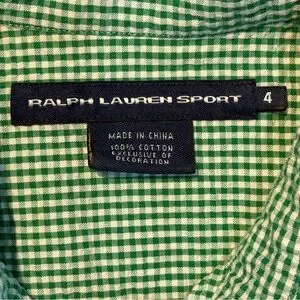 RALPH LAUREN SPORT
4
MADE IN CHINA
100% COTTON
EXCLUSIVE OF
DECORATION